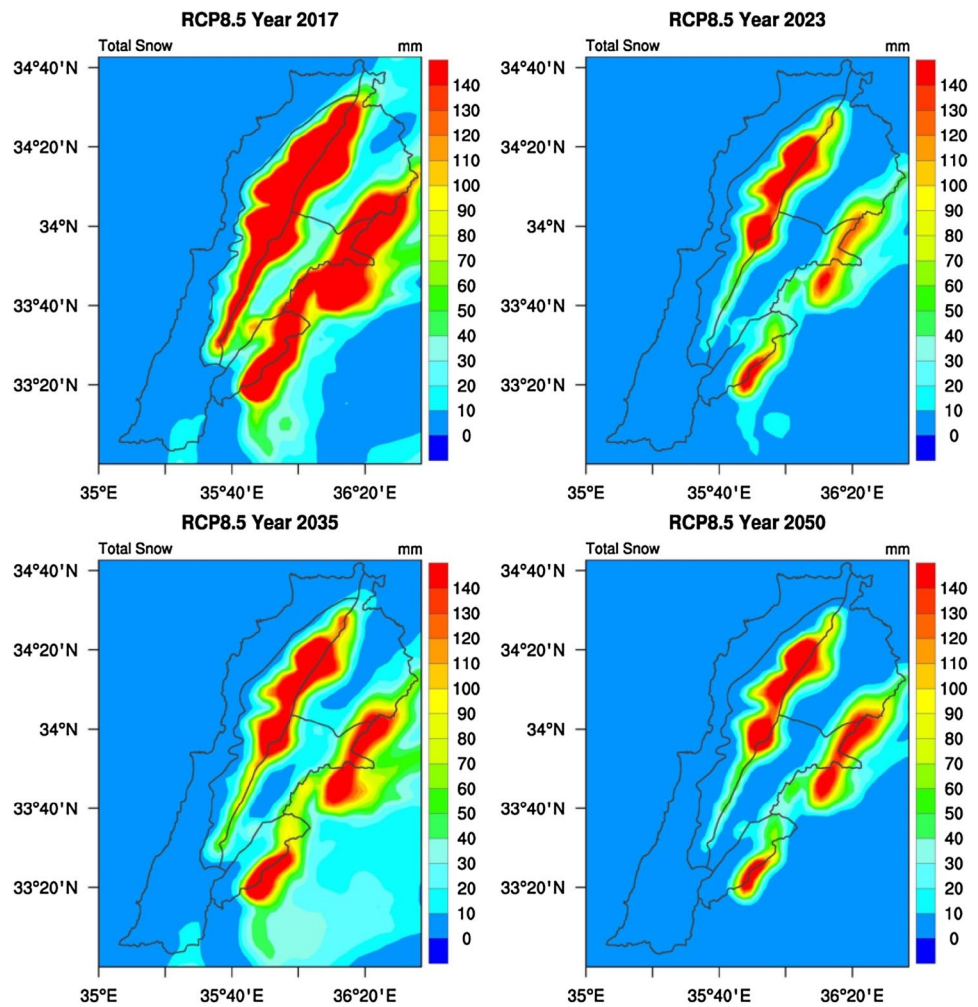 RCP8.5 Year 2017
Total Snow mm
34°40'N
34°20'N
34°N
33°40'N
33°20'N
35°E 35°40'E 36°20'E
140
130
120
110
100
90
80
70
60
50
40
30
20
10
0
RCP8.5 Year 2023
Total Snow mm
34°40'N
34°20'N
34°N
33°40'N
33°20'N
35°E 35°40'E 36°20'E
140
130
120
110
100
90
80
70
60
50
40
30
20
10
0
RCP8.5 Year 2035
Total Snow mm
34°40'N
34°20'N
34°N
33°40'N
33°20'N
35°E 35°40'E 36°20'E
140
130
120
110
100
90
80
70
60
50
40
30
20
10
0
RCP8.5 Year 2050
Total Snow mm
34°40'N
34°20'N
34°N
33°40'N
33°20'N
35°E 35°40'E 36°20'E
140
130
120
110
100
90
80
70
60
50
40
30
20
10
0